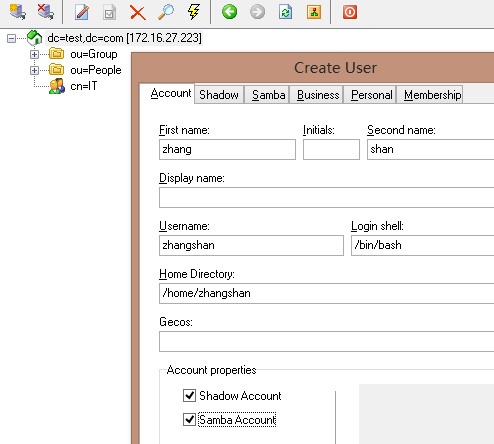 dc=test,dc=com [172.16.27.223]
ou=Group
ou=People
cn=IT
Create User
Account Shadow Samba Business Personal Membership
First name: Initials: Second name:
zhang shan
Display name:
Username: Login shell:
zhangshan /bin/bash
Home Directory:
/home/zhangshan
Gecos:
Account properties
Shadow Account
Samba Account